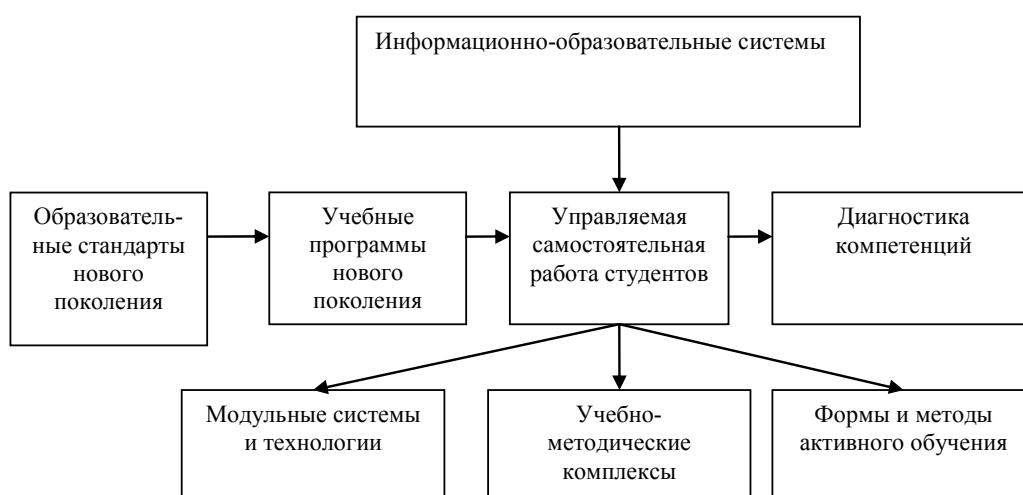 Информационно-образовательные системы
Образователь-
ные стандарты
нового
поколения
Учебные
программы
нового
поколения
Управляемая
самостоятельная
работа студентов
Диагностика
компетенций
Модульные системы
и технологии
Учебно-
методические
комплексы
Формы и методы
активного обучения